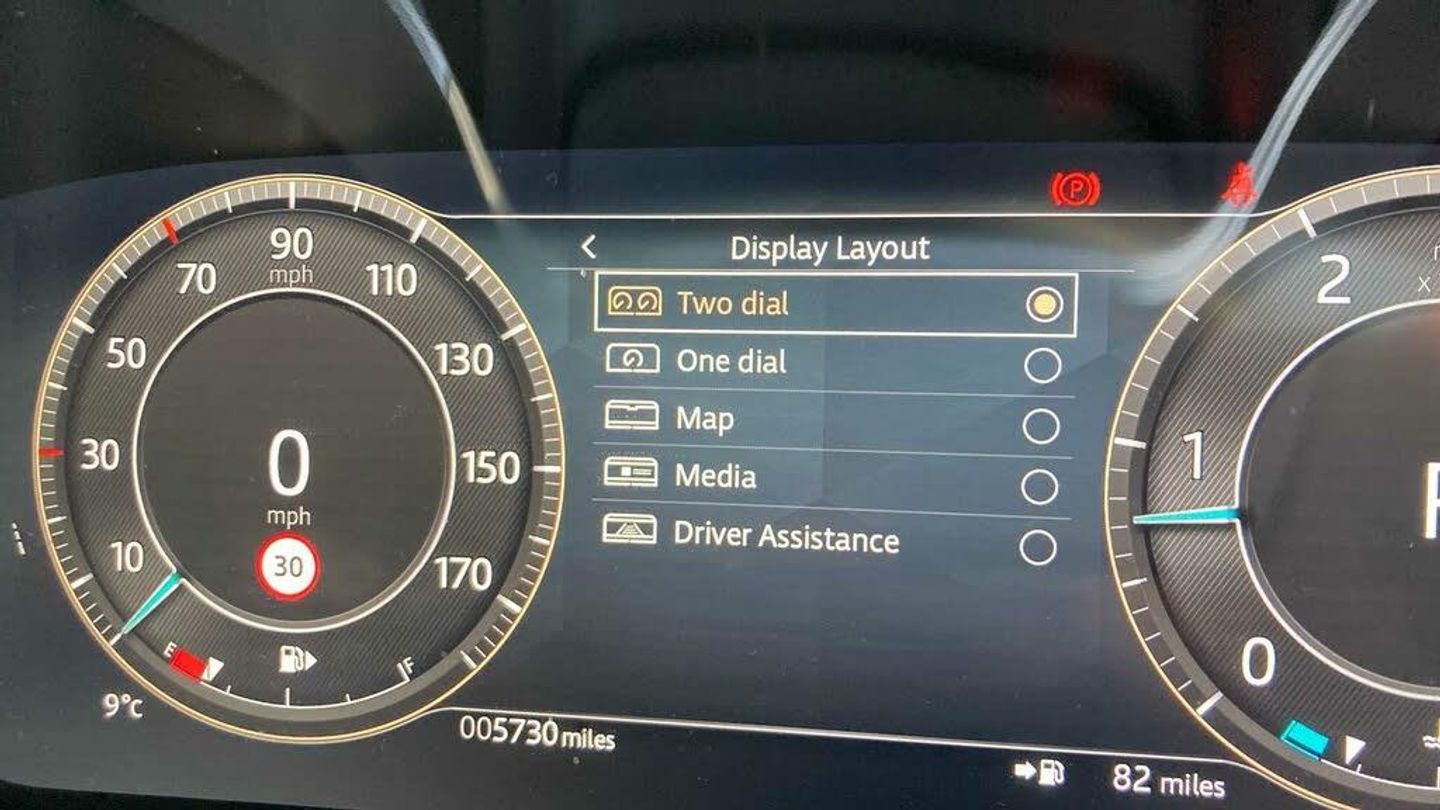 P
Display Layout
Two dial
One dial
Map
Media
Driver Assistance
90
mph
70
110
50
130
30
150
10
170
0
mph
30
E
F
9°c
005730 miles
82 miles
2
x
1
0